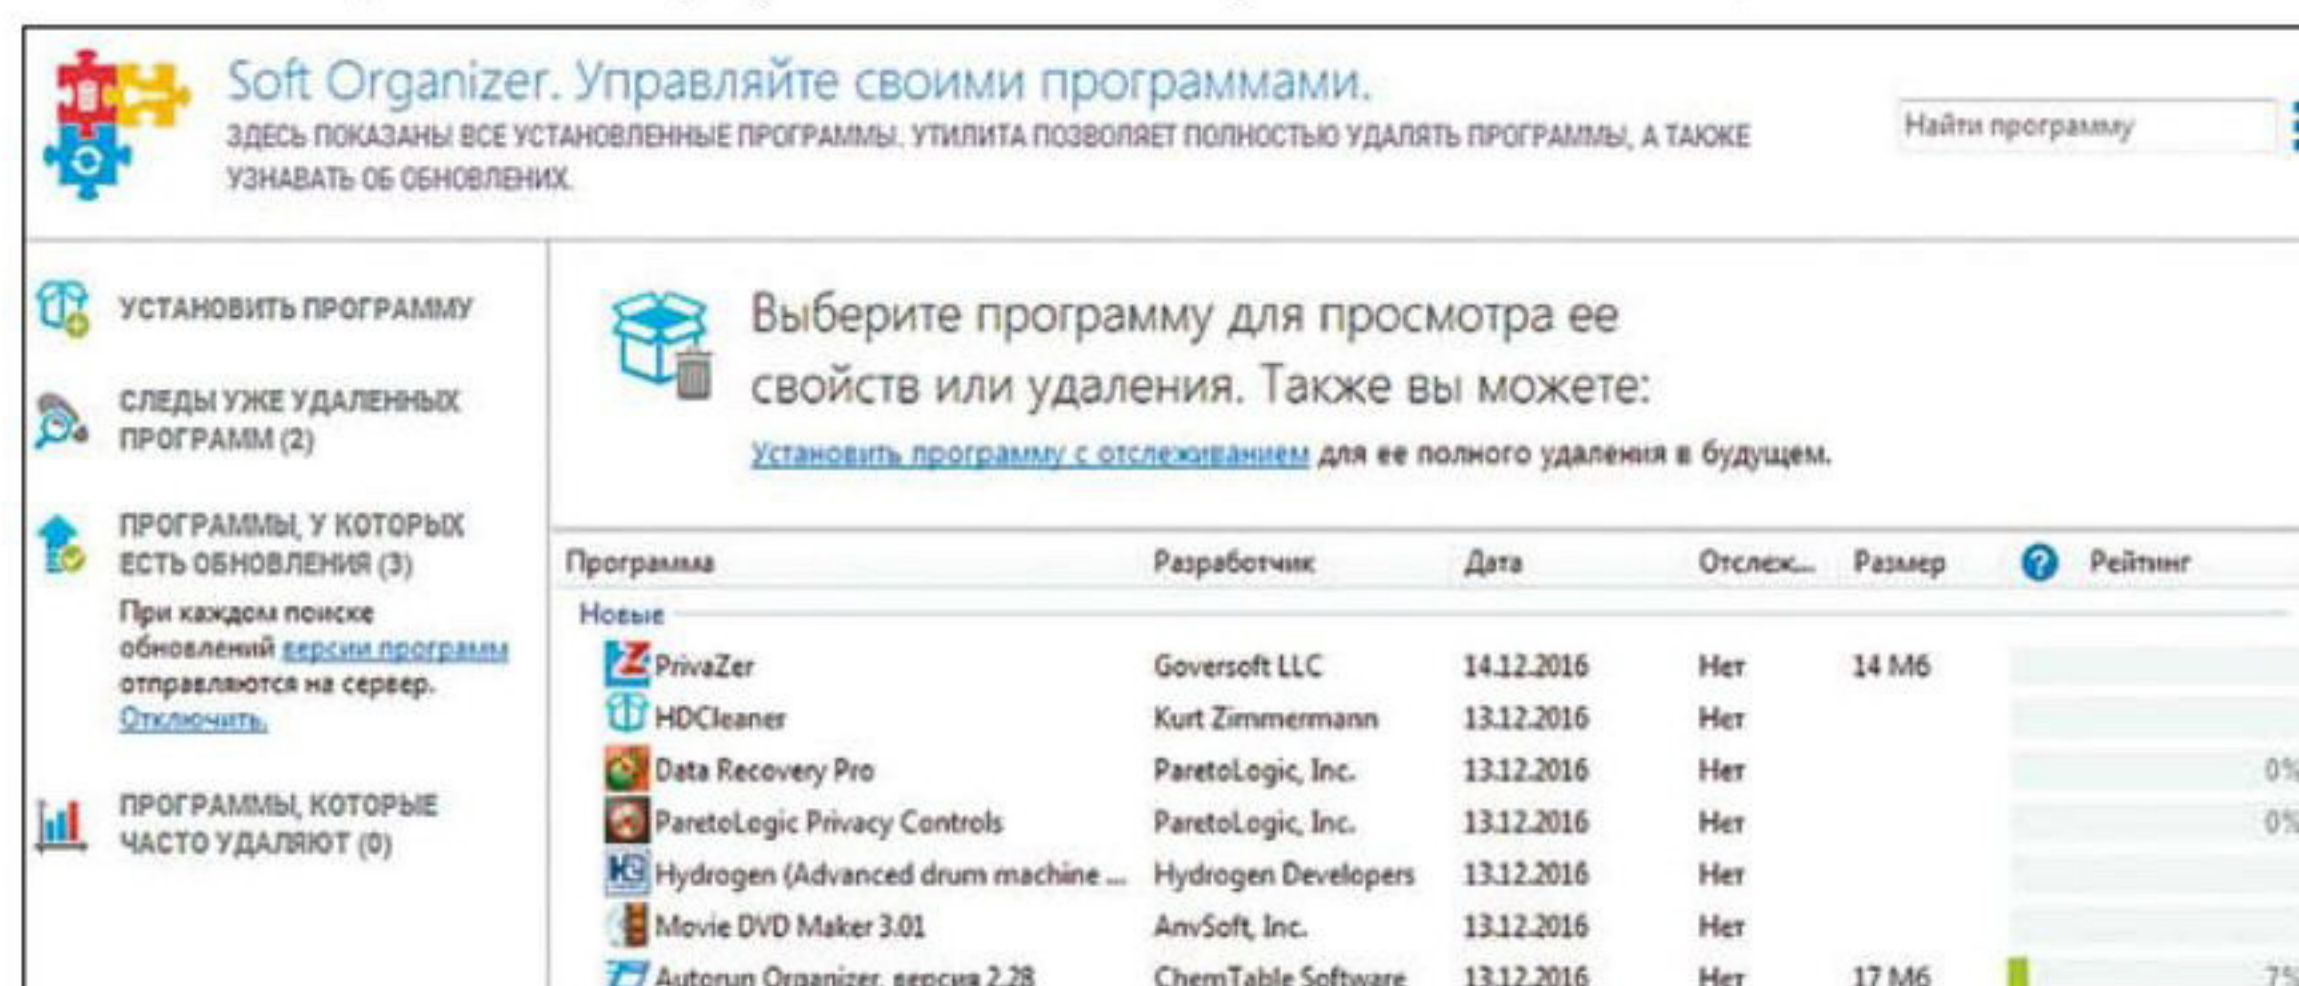 Soft Organizer. Управляйте своими программами.
ЗДЕСЬ ПОКАЗАНЫ ВСЕ УСТАНОВЛЕННЫЕ ПРОГРАММЫ. УТИЛИТА ПОЗВОЛЯЕТ ПОЛНОСТЬЮ УДАЛЯТЬ ПРОГРАММЫ, А ТАКЖЕ
УЗНАВАТЬ ОБ ОБНОВЛЕНИХ.
Найти программу
УСТАНОВИТЬ ПРОГРАММУ
СЛЕДЫ УЖЕ УДАЛЕННЫХ
ПРОГРАММ (2)
ПРОГРАММЫ, У КОТОРЫХ
ЕСТЬ ОБНОВЛЕНИЯ (3)
При каждом поиске
обновлений версии программ
отправляются на сервер.
Отключить.
ПРОГРАММЫ, КОТОРЫЕ
ЧАСТО УДАЛЯЮТ (0)
Выберите программу для просмотра ее
свойств или удаления. Также вы можете:
Установить программу с отслеживанием для ее полного удаления в будущем.
Программа Разработчик Дата Отслеж... Размер ? Рейтинг
Новые
PrivaZer Goversoft LLC 14.12.2016 Нет 14 Мб
HDCleaner Kurt Zimmermann 13.12.2016 Нет
Data Recovery Pro ParetoLogic, Inc. 13.12.2016 Нет 0%
ParetoLogic Privacy Controls ParetoLogic, Inc. 13.12.2016 Нет 0%
Hydrogen (Advanced drum machine ... Hydrogen Developers 13.12.2016 Нет
Movie DVD Maker 3.01 AnvSoft, Inc. 13.12.2016 Нет
Autorun Organizer, версия 2.28 ChemTable Software 13.12.2016 Нет 17 Мб 7%